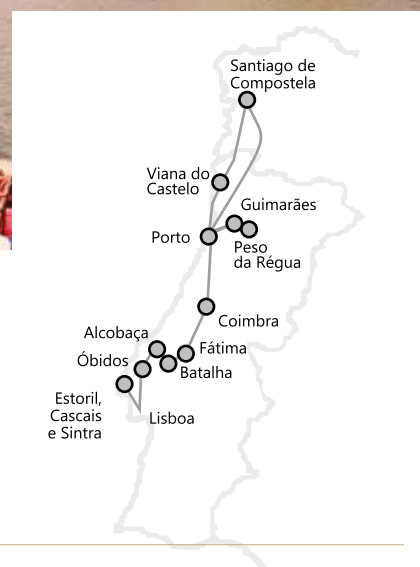 Santiago de
Compostela
Viana do
Castelo
Guimarães
Porto
Peso
da Régua
Coimbra
Alcobaça
Fátima
Óbidos
Batalha
Estoril,
Cascais
e Sintra
Lisboa